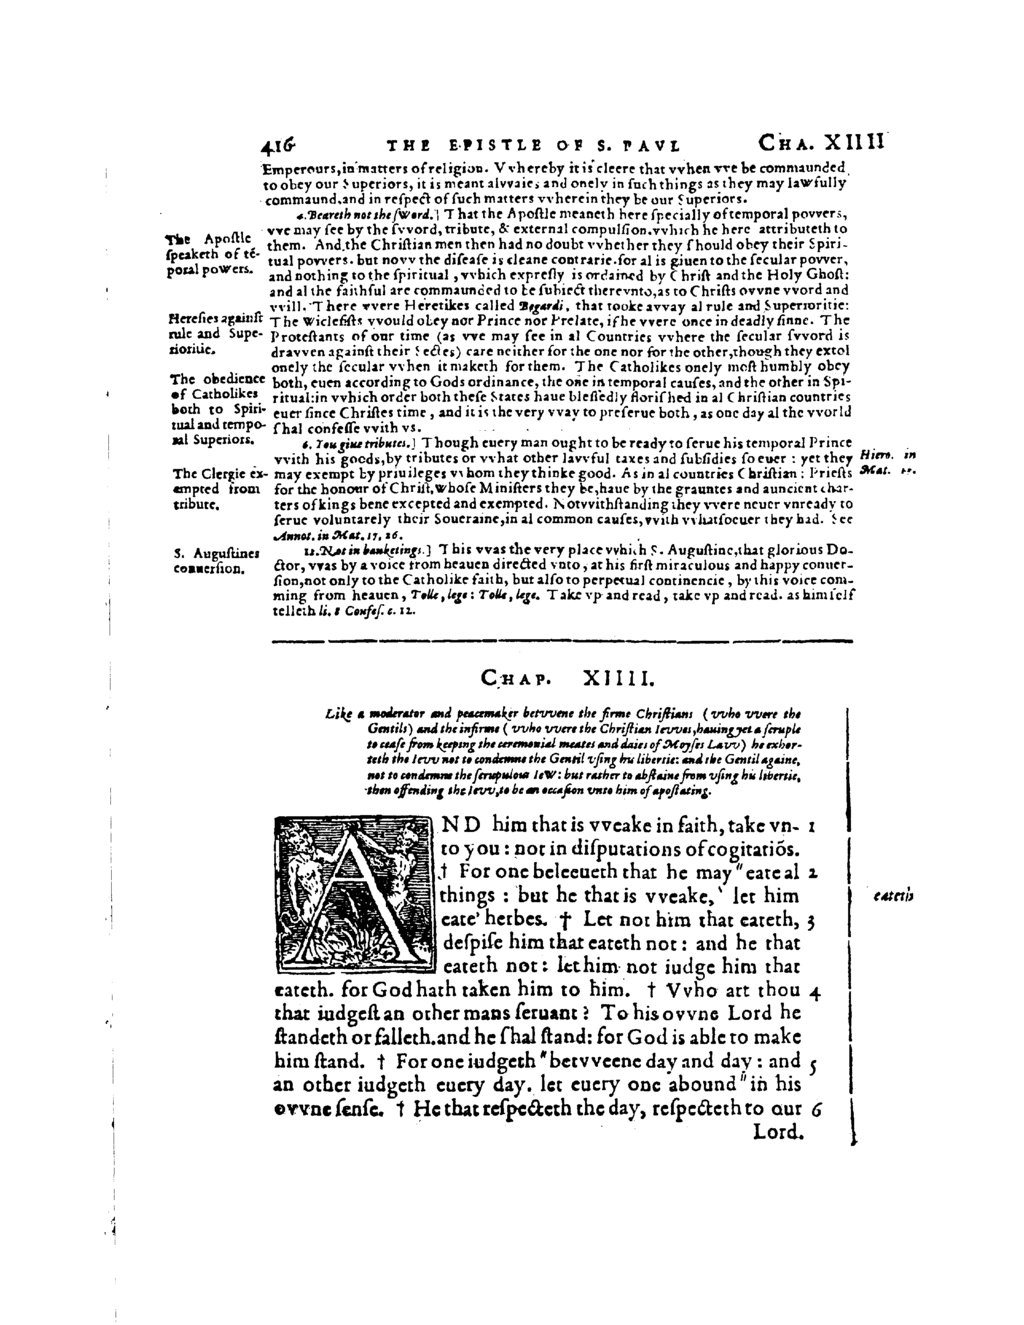 416 THE EPISTLE OF S. PAVL CHA. XIIII
Emperours,in matters of religion. VVhereby it is cleere that vvhen vve be commaunded
to obey our Superiors, it is meant alvvaies and onely in ſuch things as they may lawfully
commaund,and in reſpect of ſuch matters vvherein they be our Superiors.
4.Beareth not the ſword.] That the Apoſtle meaneth here ſpecially of temporal povvers,
vve may ſee by the ſvvord, tribute, & external compulſion,vvhich he here attributeth to
them. And the Chriſtian men then had no doubt vvhether they ſhould obey their Spiri-
tual povvers. but novv the diſeaſe is cleane contrarie.for al is giuen to the ſecular povver,
and nothing to the ſpiritual ,vvhich expreſly is ordained by Chriſt and the Holy Ghoſt:
and al the faithful are commaunded to be ſubiect therevnto,as to Chriſts ovvne vvord and
vvill. There vvere Heretikes called Begardi, that tooke avvay al rule and Superioritie:
The Wiclefiſts vvould obey nor Prince nor Prelate, if he vvere once in deadly ſinne. The
Proteſtants of our time (as vve may ſee in al Countries vvhere the ſecular ſvvord is
dravven againſt their Sectes) care neither for the one nor for the other,though they extol
onely the ſecular vvhen it maketh for them. The Catholikes onely moſt humbly obey
both, euen according to Gods ordinance, the one in temporal cauſes, and the other in Spi-
ritual:in vvhich order both theſe States haue bleſſedly floriſhed in al Chriſtian countries
euer ſince Chriſtes time , and it is the very vvay to preſerue both , as one day al the vvorld
ſhal confeſſe vvith vs.
The Apoſtle
ſpeaketh of tē-
poral powers.
Hereſies againſt
rule and Supe-
rioritie.
The obedience
of Catholikes
both to Spiri-
tual and tempo-
ral Superiors.
6. You giue tributes.] Though euery man ought to be ready to ſerue his temporal Prince
vvith his goods,by tributes or vvhat other lavvful taxes and ſubſidies ſoeuer : yet they
may exempt by priuileges vvhom they thinke good. As in al countries Chriſtian : Prieſts
for the honour of Chriſt,whoſe Miniſters they be,haue by the grauntes and auncient char-
ters of kings bene excepted and exempted. Notvvithſtanding they vvere neuer vnready to
ſerue voluntarely their Soueraine,in al common cauſes,vvith vvhatſoeuer they had. See
Annot. in Mat. 17, 26.
The Clergie ex-
empted from
tribute.
Hiero. in
Mat. 17.
12.Not in banketings.] This vvas the very place vvhich S. Auguſtine,that glorious Do-
ctor, vvas by a voice from heauen directed vnto, at his firſt miraculous and happy conuer-
ſion,not only to the Catholike faith, but alſo to perpetual continencie , by this voice com-
ming from heauen, Tolle, lege : Tolle, lege. Take vp and read, take vp and read. as himſelf
telleth li. 8 Confeſ. c. 12.
S. Auguſtines
conuerſion.
CHAP. XIIII.
Like a moderator and peacemaker betvvene the firme Chriſtians (vvho vvere the
Gentils) and the infirme (vvho vvere the Chriſtian Ievves,hauing yet a ſcruple
to ceaſe from keeping the ceremonial meates and daies of Moyſes Lavv) he exhor-
teth the Ievv not to condemne the Gentil vſing his libertie: and the Gentil againe,
not to condemne the ſcrupulous Iew: but rather to abſtaine from vſing his libertie,
then offending the Ievv,to be an occaſion vnto him of apoſtating.
AND him that is vveake in faith, take vn- 1
to you : not in diſputations of cogitatiōs.
† For one beleeueth that he may "eate al 2
things : but he that is vveake, ' let him
eate' herbes. † Let not him that eateth, 3
deſpiſe him that eateth not : and he that
eateth not : let him not iudge him that
eateth. for God hath taken him to him. † VVho art thou 4
that iudgeſt an other mans ſeruant ? To his ovvne Lord he
ſtandeth or falleth.and he ſhal ſtand: for God is able to make
him ſtand. † For one iudgeth "betvveene day and day : and 5
an other iudgeth euery day. let euery one abound "in his
ovvne ſenſe. † He that reſpecteth the day, reſpecteth to our 6
Lord.
eateth